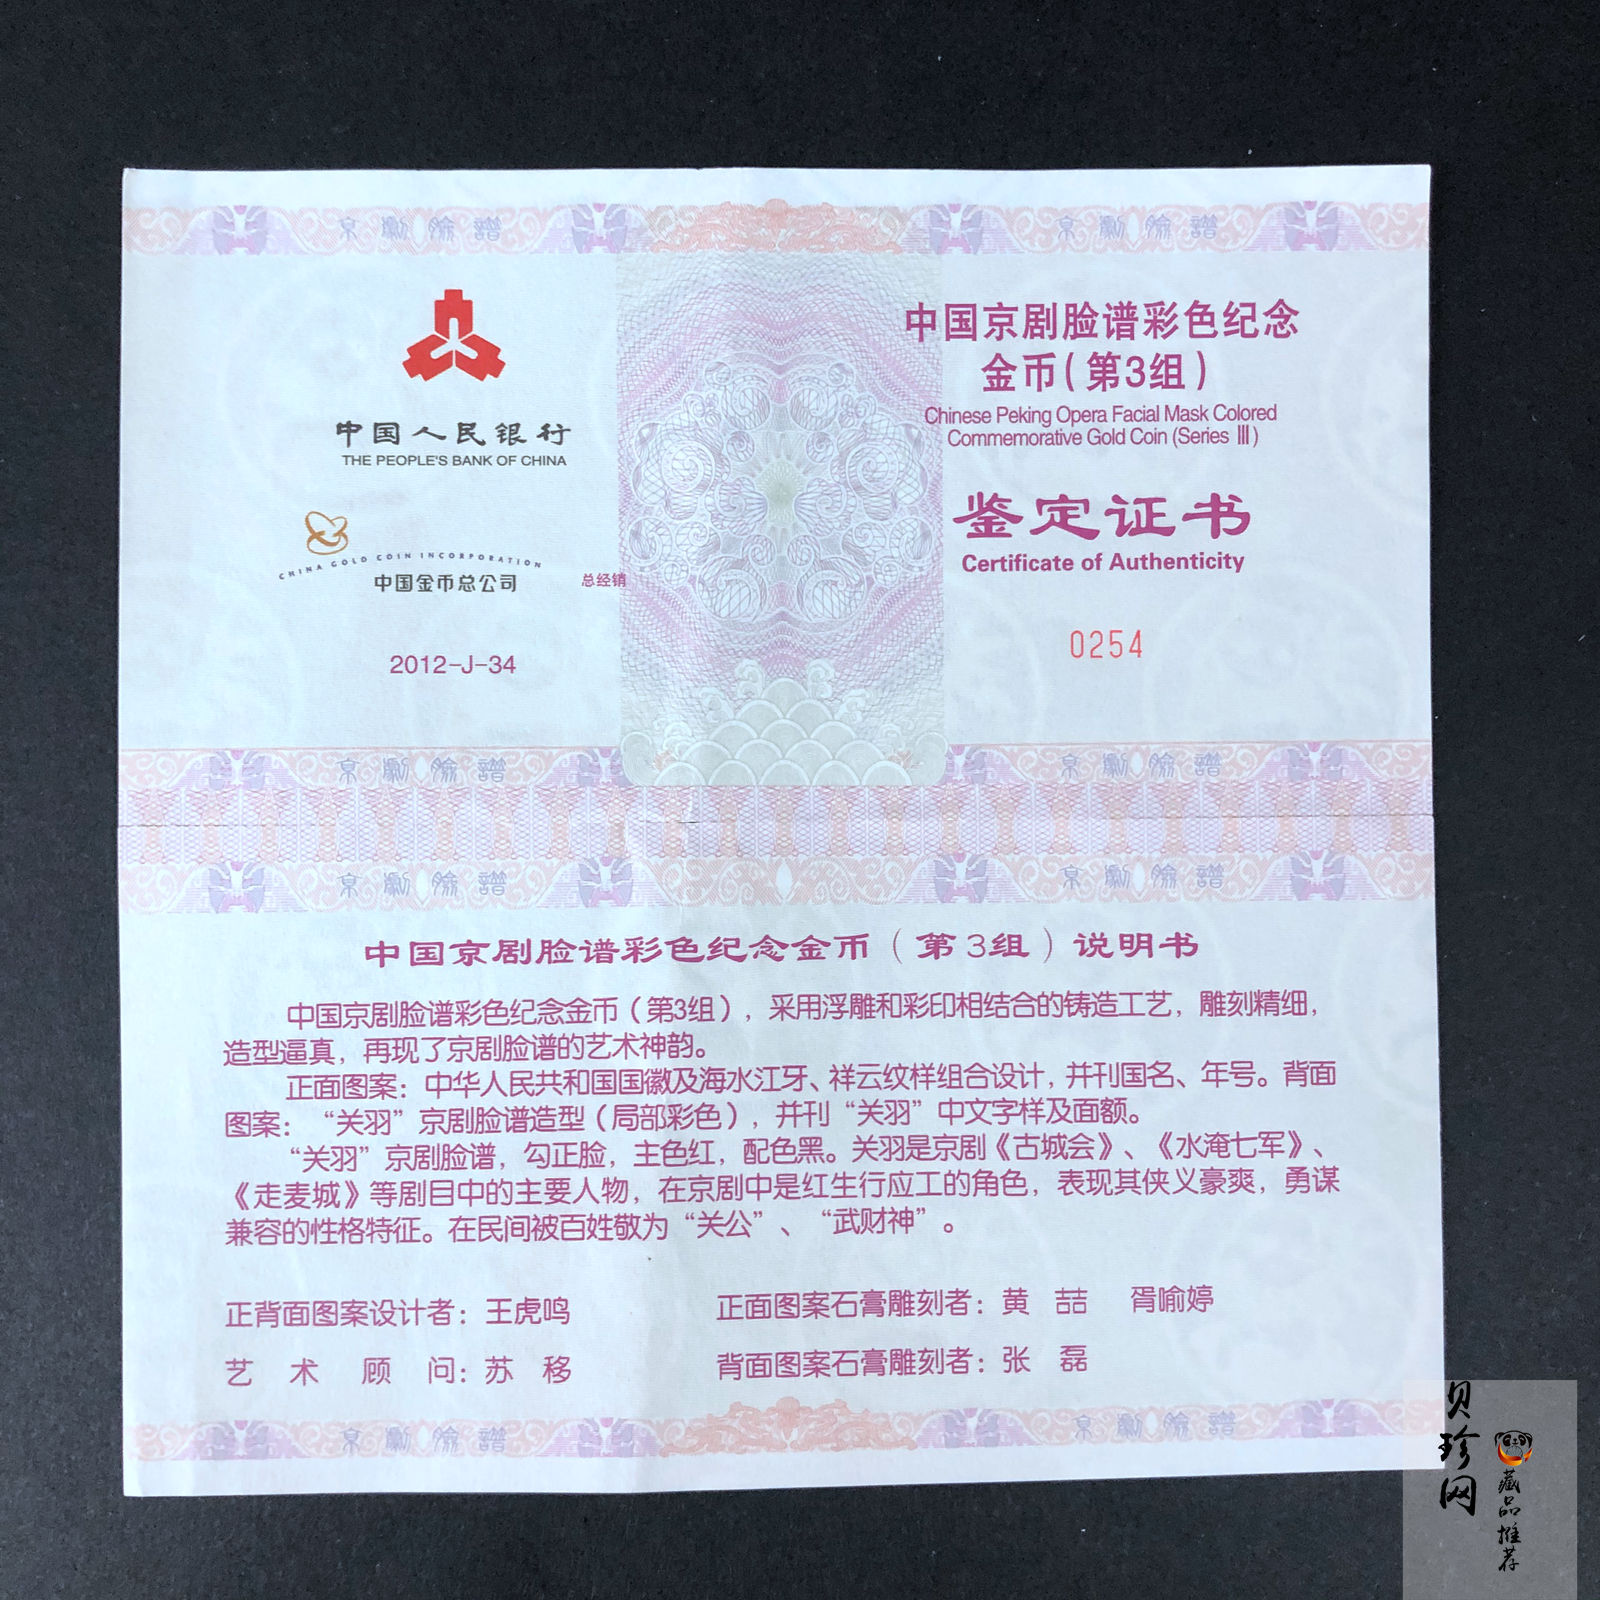 京劇臉譜
京劇臉譜
中国人民银行
THE PEOPLE'S BANK OF CHINA
CHINA GOLD COIN INCORPORATION
中国金币总公司
总经销
2012-J-34
中国京剧脸谱彩色纪念
金币(第3组)
Chinese Peking Opera Facial Mask Colored
Commemorative Gold Coin (Series Ⅲ)
鉴定证书
Certificate of Authenticity
0254
京劇臉譜
京劇臉譜
京劇臉譜
京劇臉譜
中国京剧脸谱彩色纪念金币(第3组)说明书
中国京剧脸谱彩色纪念金币(第3组),采用浮雕和彩印相结合的铸造工艺,雕刻精细,
造型逼真,再现了京剧脸谱的艺术神韵。
正面图案:中华人民共和国国徽及海水江牙、祥云纹样组合设计,并刊国名、年号。背面
图案:“关羽”京剧脸谱造型(局部彩色),并刊“关羽”中文字样及面额。
“关羽”京剧脸谱,勾正脸,主色红,配色黑。关羽是京剧《古城会》、《水淹七军》、
《走麦城》等剧目中的主要人物,在京剧中是红生行应工的角色,表现其侠义豪爽,勇谋
兼容的性格特征。在民间被百姓敬为“关公”、“武财神”。
正背面图案设计者:王虎鸣
正面图案石膏雕刻者:黄喆 胥喻婷
艺术顾问:苏移
背面图案石膏雕刻者:张磊
京劇臉譜
京劇臉譜
贝珍网
藏品推荐